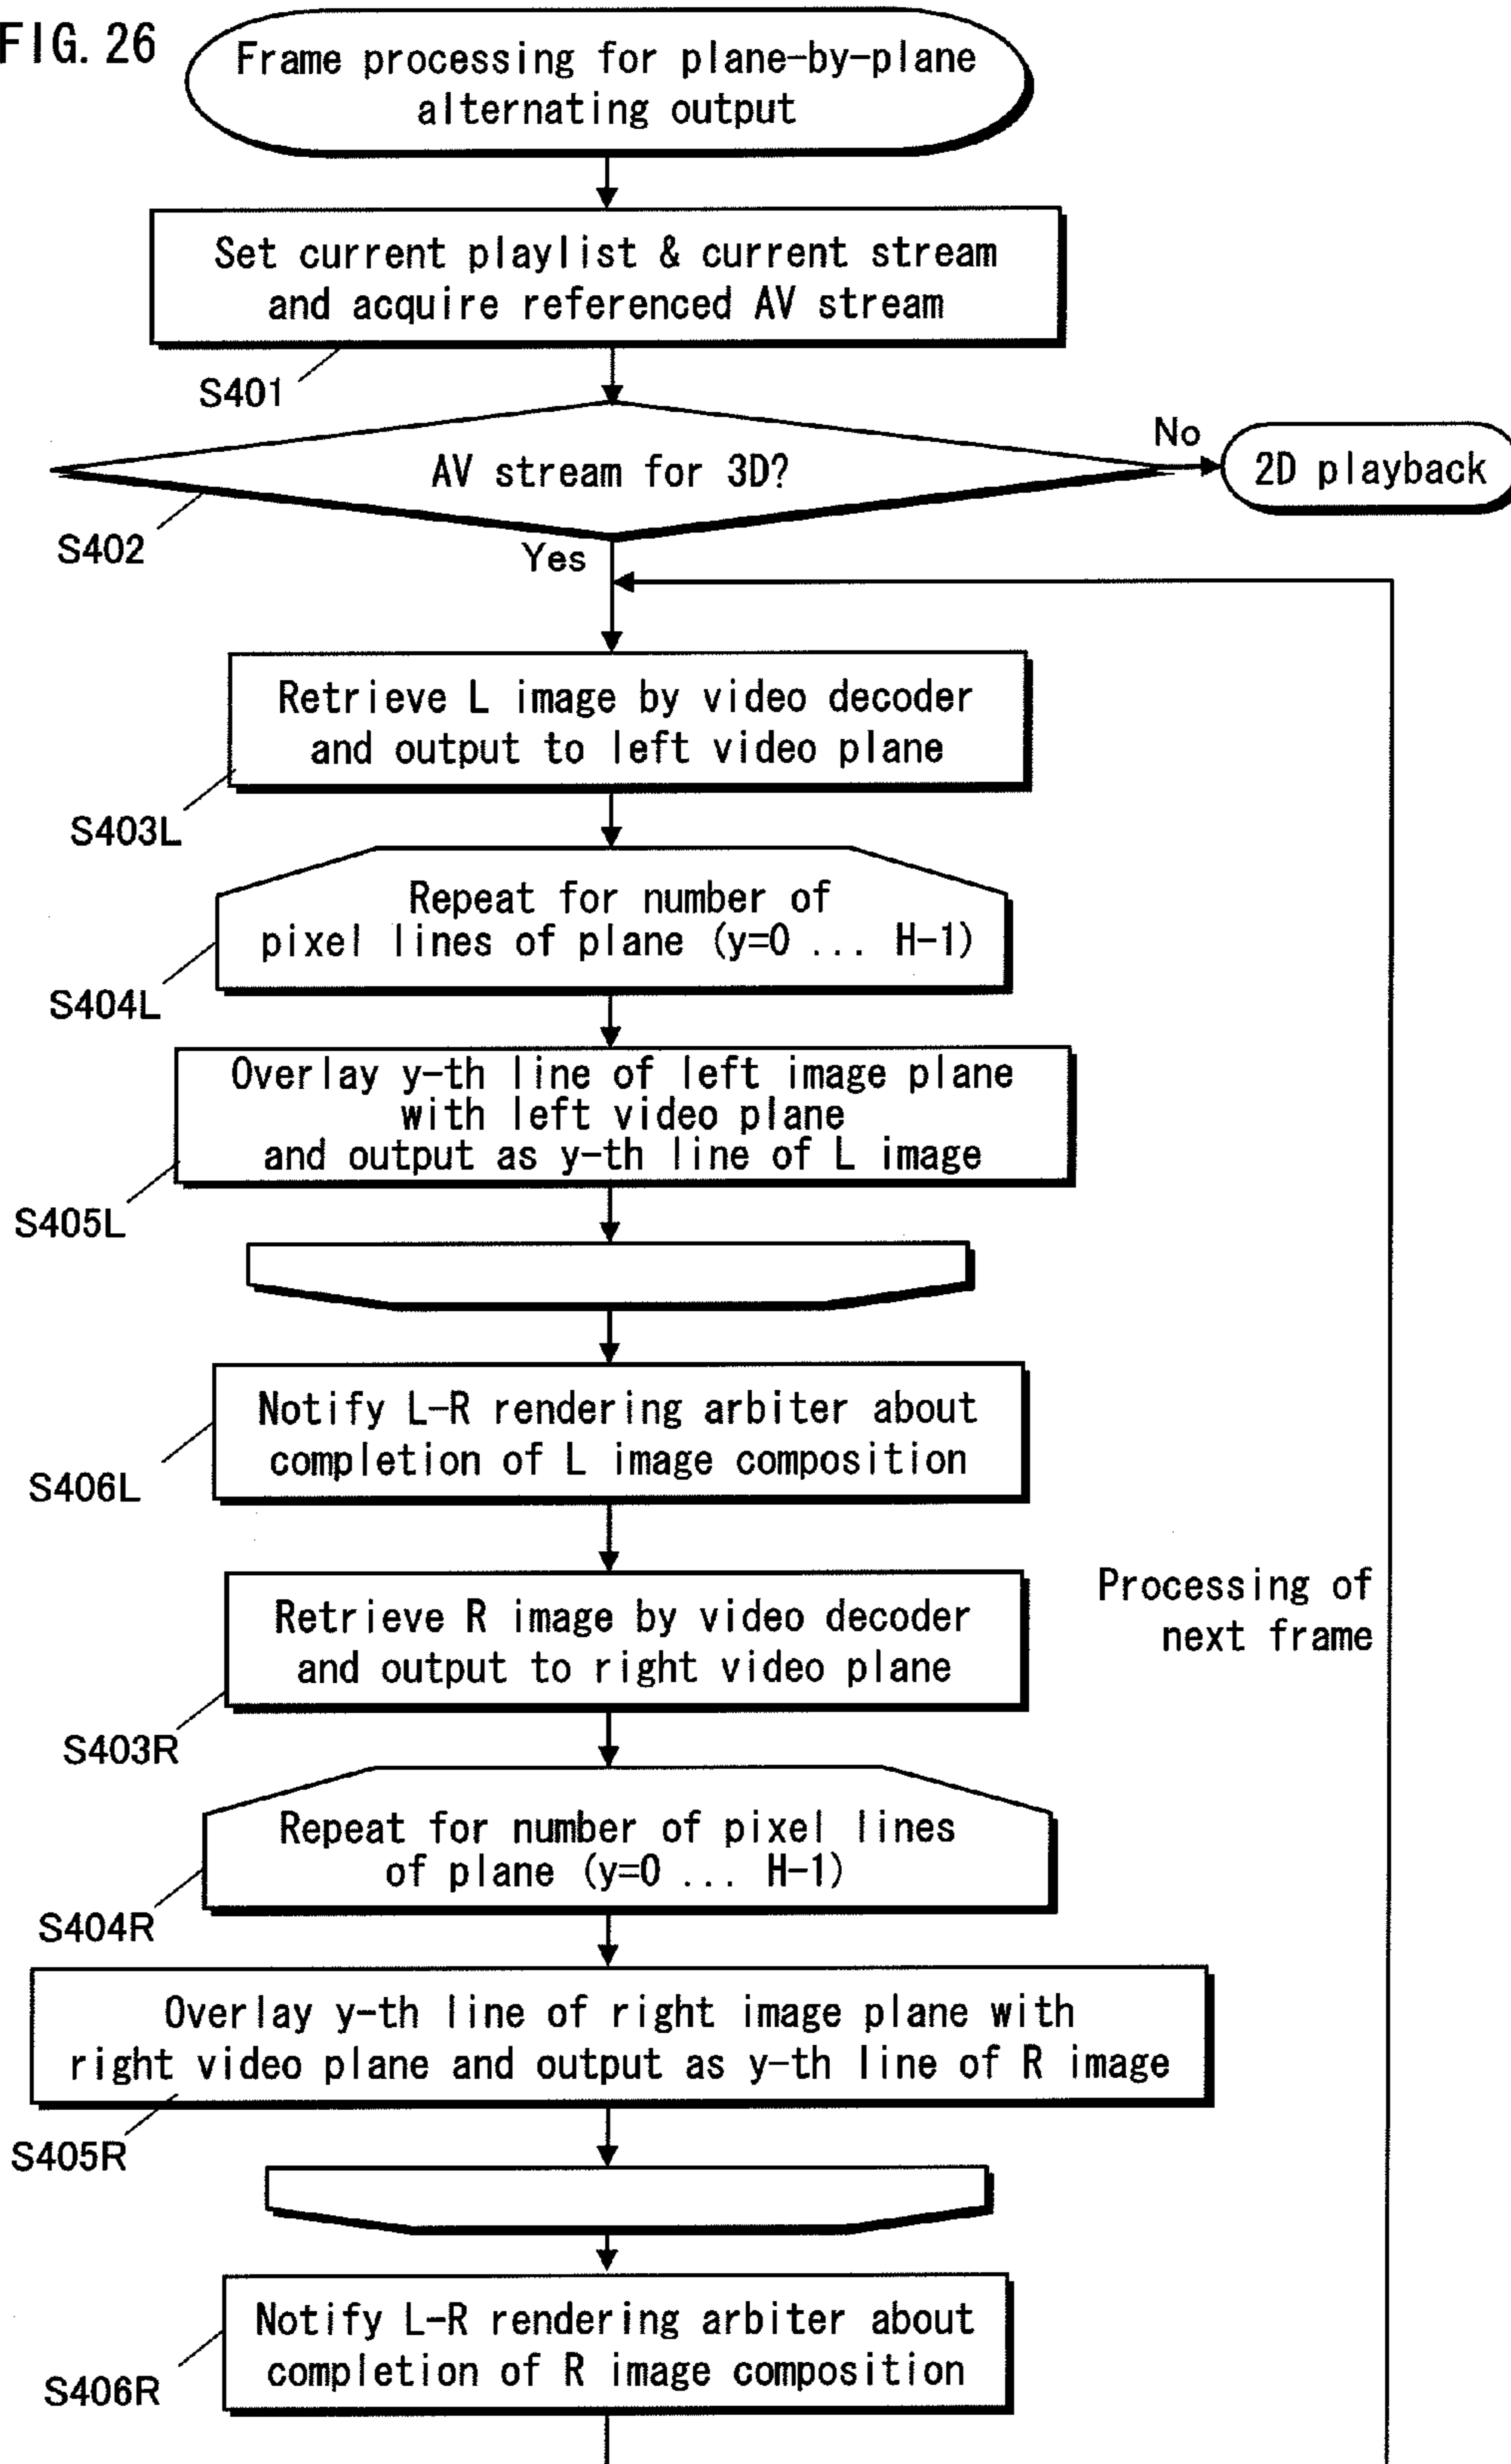 FIG. 26
Frame processing for plane-by-plane
alternating output
Set current playlist & current stream
and acquire referenced AV stream
S401
AV stream for 3D?
No
2D playback
S402
Yes
Retrieve L image by video decoder
and output to left video plane
S403L
Repeat for number of
pixel lines of plane (y=0 ... H-1)
S404L
Overlay y-th line of left image plane
with left video plane
and output as y-th line of L image
S405L
Notify L-R rendering arbiter about
completion of L image composition
S406L
Retrieve R image by video decoder
and output to right video plane
Processing of
next frame
S403R
Repeat for number of pixel lines
of plane (y=0 ... H-1)
S404R
Overlay y-th line of right image plane with
right video plane and output as y-th line of R image
S405R
Notify L-R rendering arbiter about
completion of R image composition
S406R